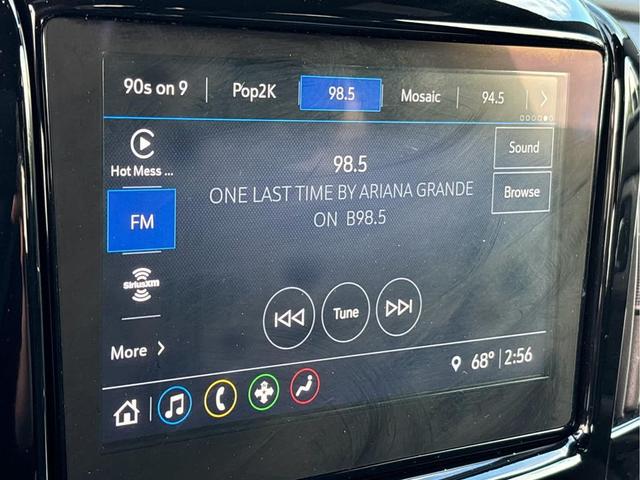 90s on 9
Pop2K
98.5
Mosaic
94.5
Hot Mess ...
98.5
Sound
ONE LAST TIME BY ARIANA GRANDE
ON B98.5
Browse
FM
SiriusXM
Tune
More
68° 2:56